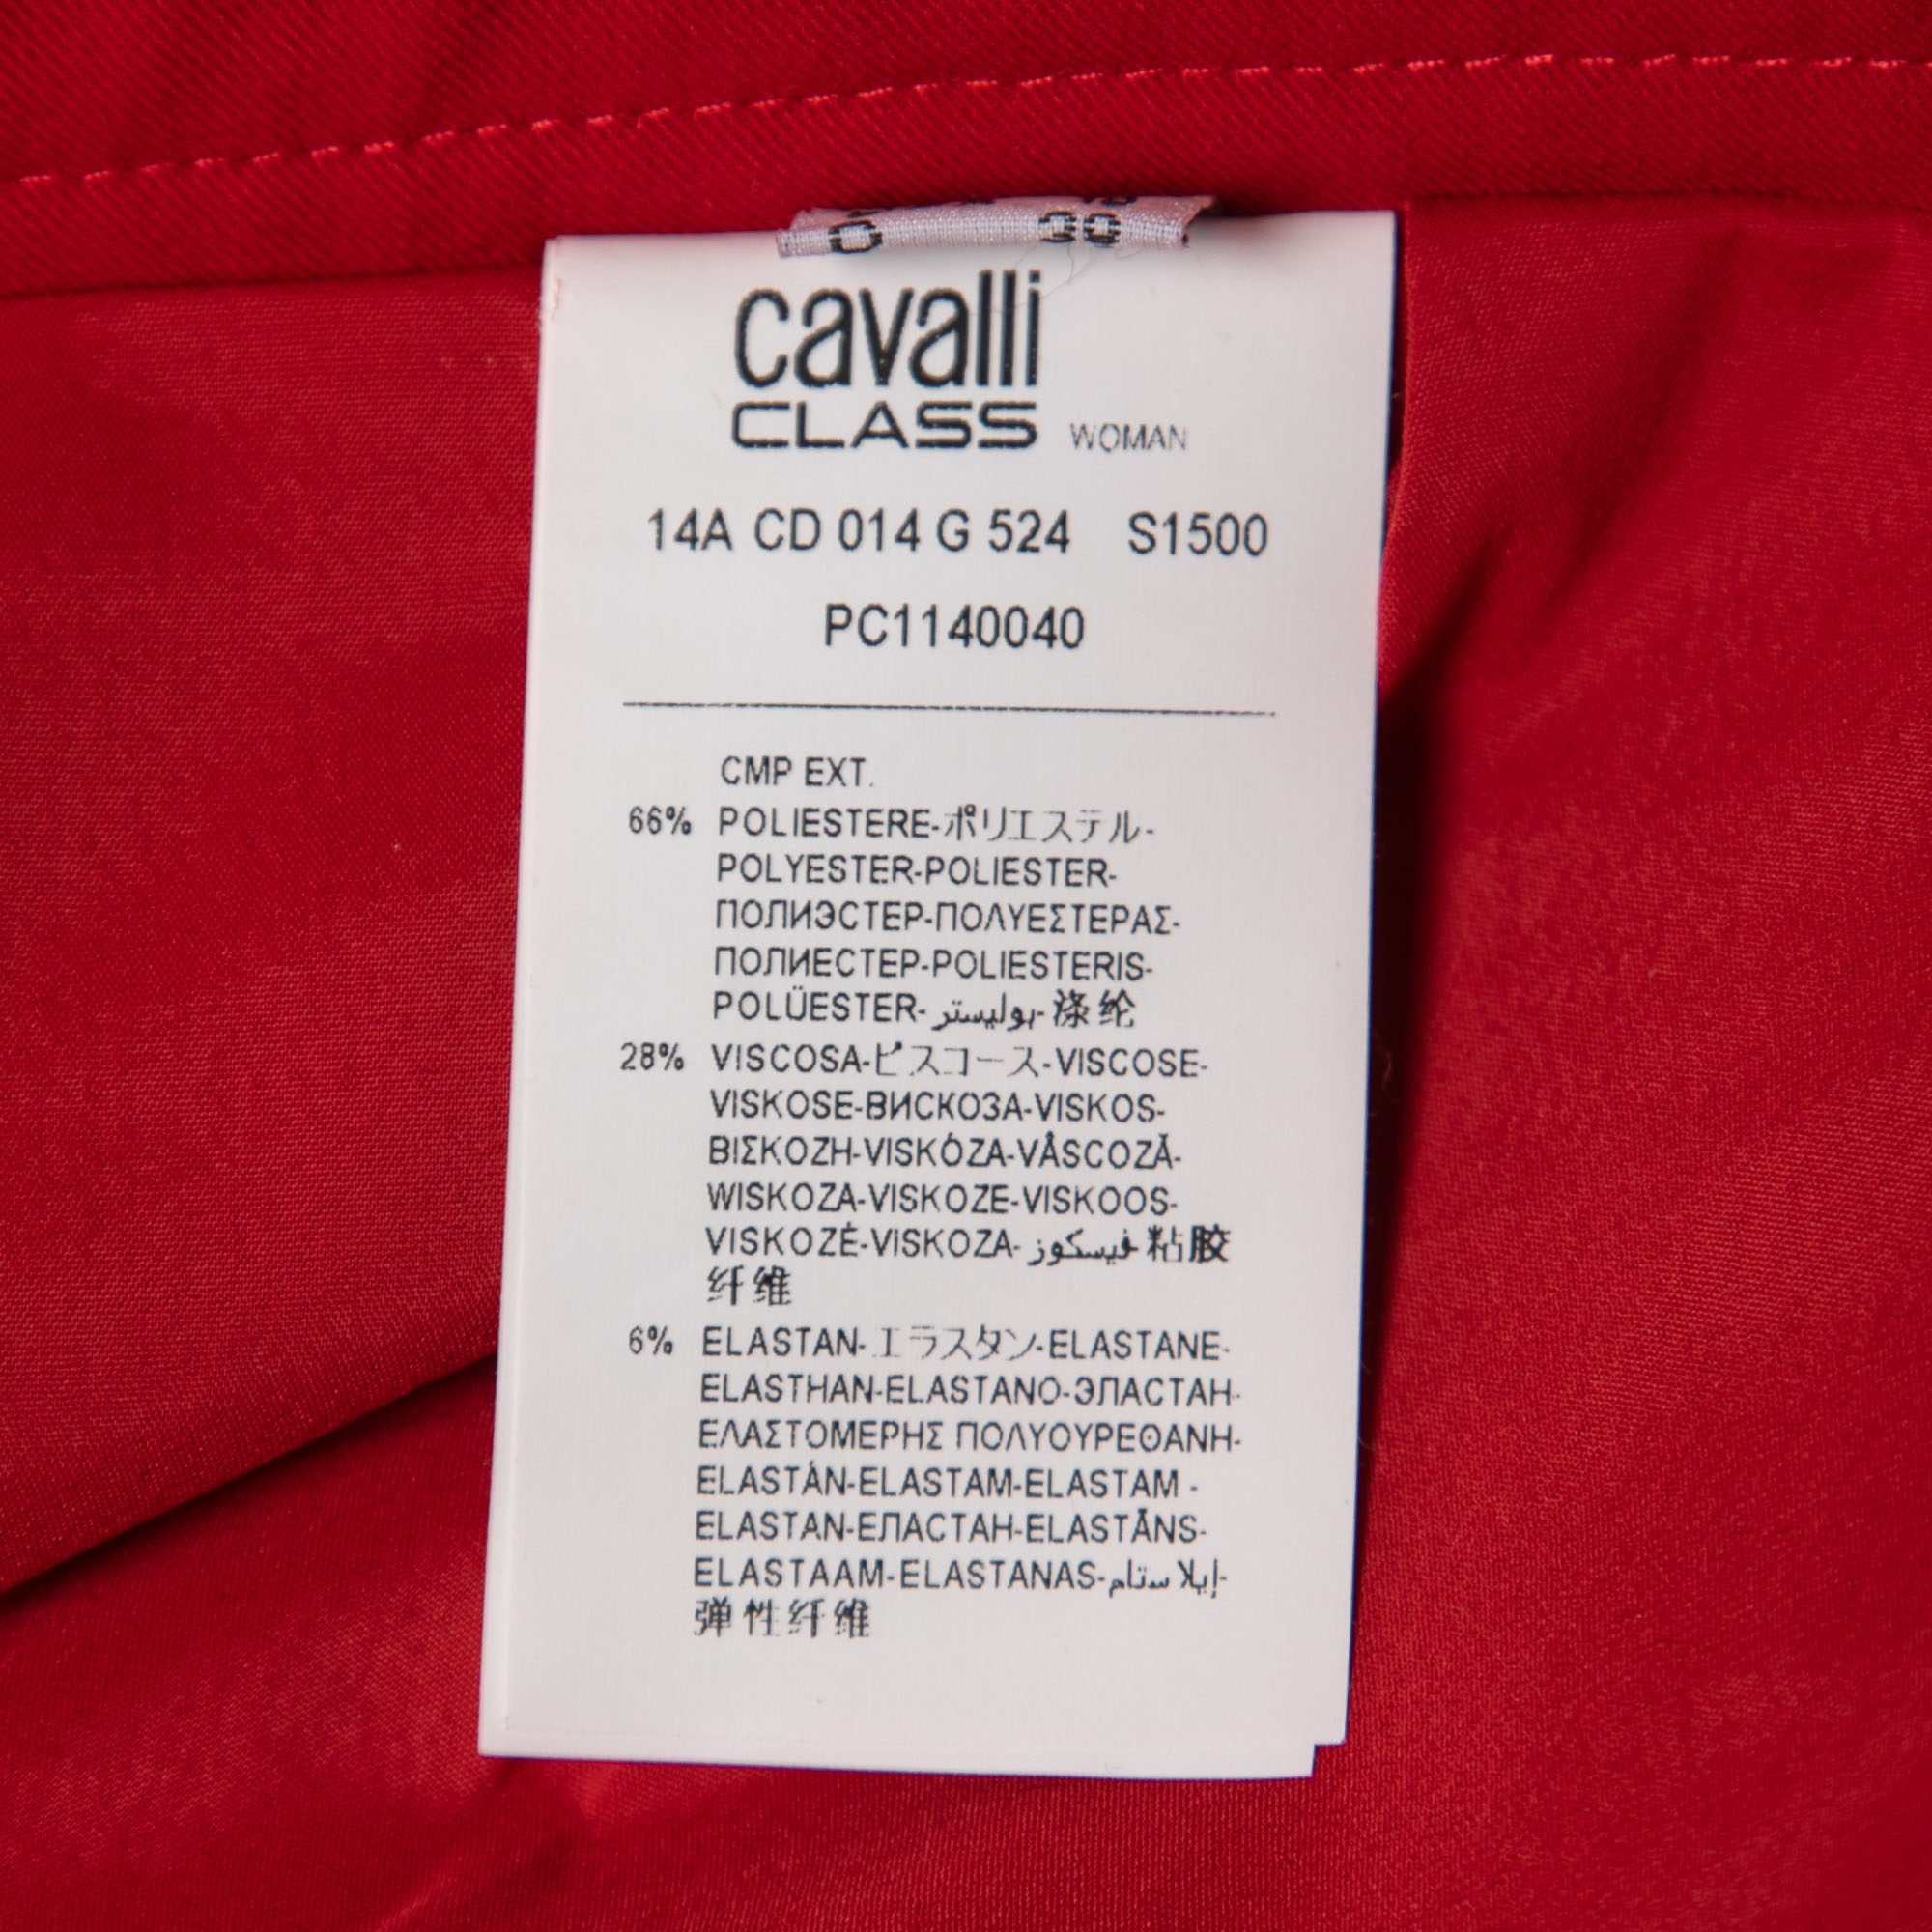 cavalli
CLASS WOMAN
14A CD 014 G 524 S1500
PC1140040
CMP EXT.
66% POLIESTERE-ポリエステル-
POLYESTER-POLIESTER-
ПОЛИЭСТЕР-ΠΟΛΥΕΣΤΕΡΑΣ-
ПОЛИЕСТЕР-POLIESTERIS-
POLÜESTER-بوليستر-涤纶
28% VISCOSA-ビスコース-VISCOSE-
VISKOSE-ВИСКОЗА-VISKOS-
ΒΙΣΚΟΖΗ-VISKÓZA-VÂSCOZĂ-
WISKOZA-VISKOZE-VISKOOS-
VISKOZĖ-VİSKOZA-فيسكوز-粘胶
纤维
6% ELASTAN-エラスタン-ELASTANE-
ELASTHAN-ELASTANO-ЭЛАСТАН-
ΕΛΑΣΤΟΜΕΡΗΣ ΠΟΛΥΟΥΡΕΘΑΝΗ-
ELASTÁN-ELASTAM-ELASTAM -
ELASTAN-ЕЛАСТАН-ELASTĀNS-
ELASTAAM-ELASTANAS-إيلاستام-
弹性纤维